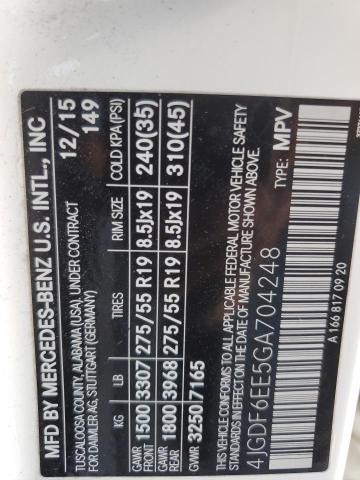 MFD BY MERCEDES-BENZ U.S. INTL., INC
TUSCALOOSA COUNTY, ALABAMA (USA), UNDER CONTRACT 12/15
FOR DAIMLER AG, STUTTGART (GERMANY) 149
KG LB TIRES RIM SIZE COLD KPA (PSI)
GAWR FRONT 1500 3307 275/55 R19 8.5Jx19 240(35)
GAWR REAR 1800 3968 275/55 R19 8.5Jx19 310(45)
GVWR 3250 7165
THIS VEHICLE CONFORMS TO ALL APPLICABLE FEDERAL MOTOR VEHICLE SAFETY
STANDARDS IN EFFECT ON THE DATE OF MANUFACTURE SHOWN ABOVE.
4JGDF6EE5GA704248 TYPE: MPV
A 166 817 09 20